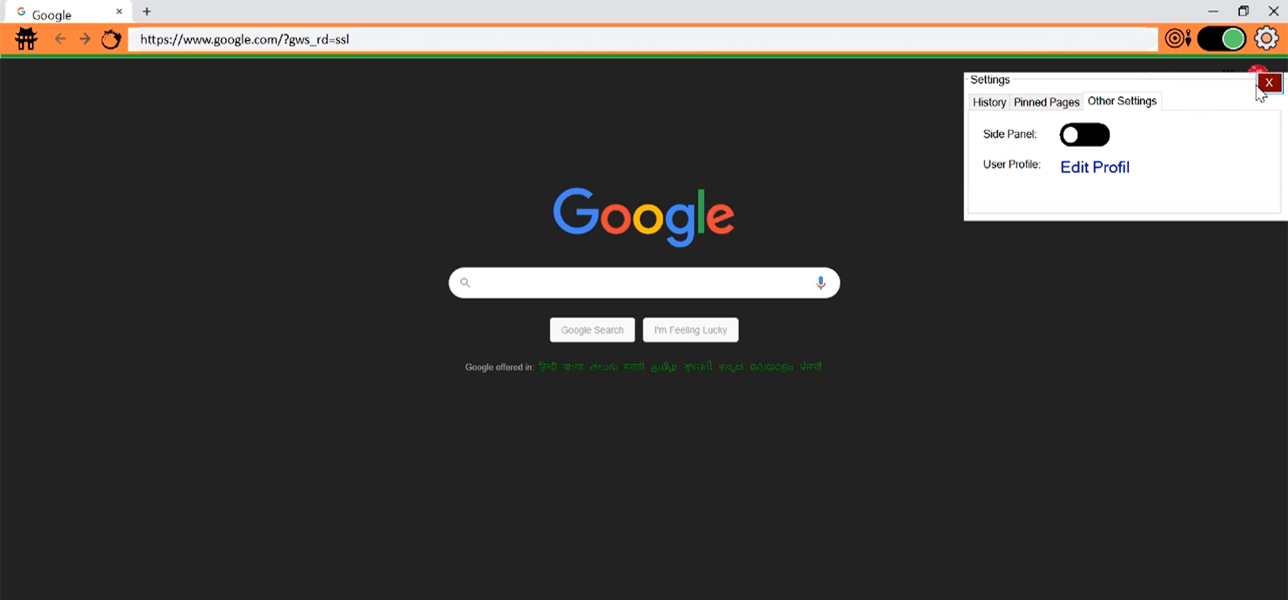 Google
https://www.google.com/?gws_rd=ssl
Settings
X
History Pinned Pages Other Settings
Side Panel:
User Profile: Edit Profil
Google
Google Search I'm Feeling Lucky
Google offered in: हिन्दी বাংলা తెలుగు मराठी தமிழ் ગુજરાતી ಕನ್ನಡ മലയാളം ਪੰਜਾਬੀ